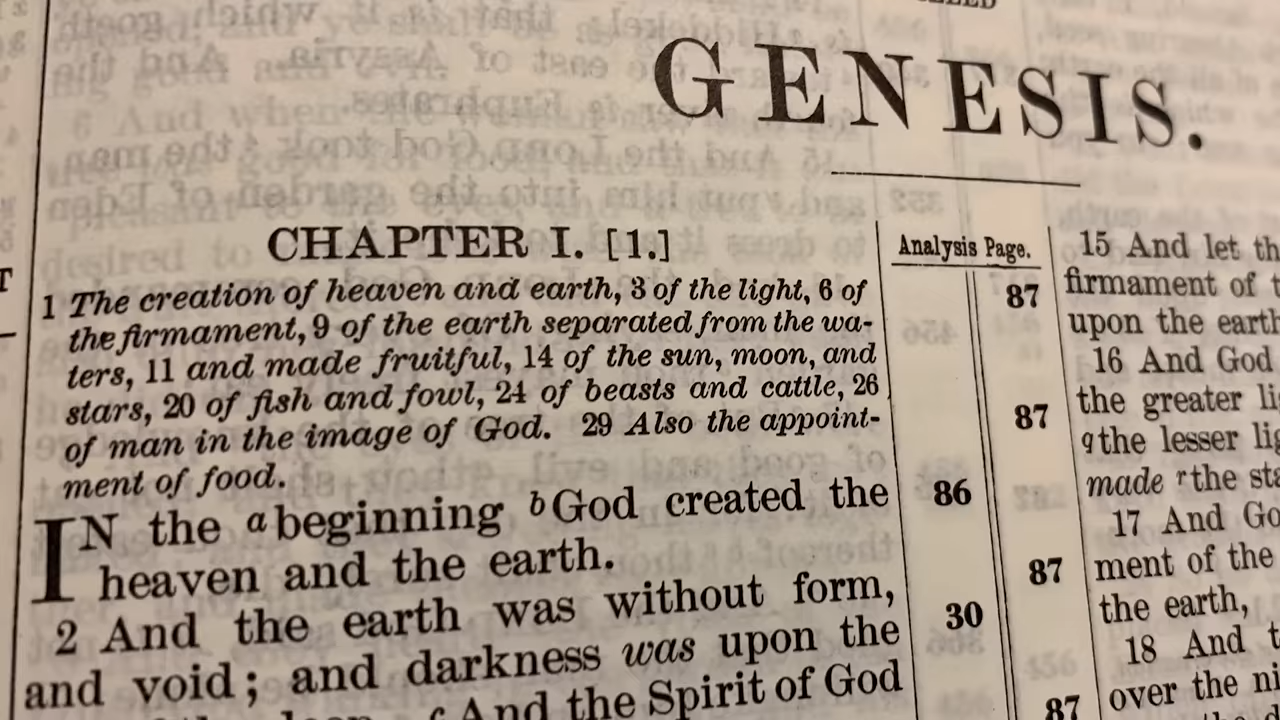 GENESIS.
CHAPTER I. [1.]
1 The creation of heaven and earth, 3 of the light, 6 of
the firmament, 9 of the earth separated from the wa-
ters, 11 and made fruitful, 14 of the sun, moon, and
stars, 20 of fish and fowl, 24 of beasts and cattle, 26
of man in the image of God. 29 Also the appoint-
ment of food.
IN the a beginning b God created the
heaven and the earth.
2 And the earth was without form,
and void; and darkness was upon the
And the Spirit of God
Analysis Page.
87
87
86
87
30
87
15 And let
firmament of
upon the earth
16 And God
the greater
q the lesser
made r the
17 And
ment of the
the earth,
18 And
over the